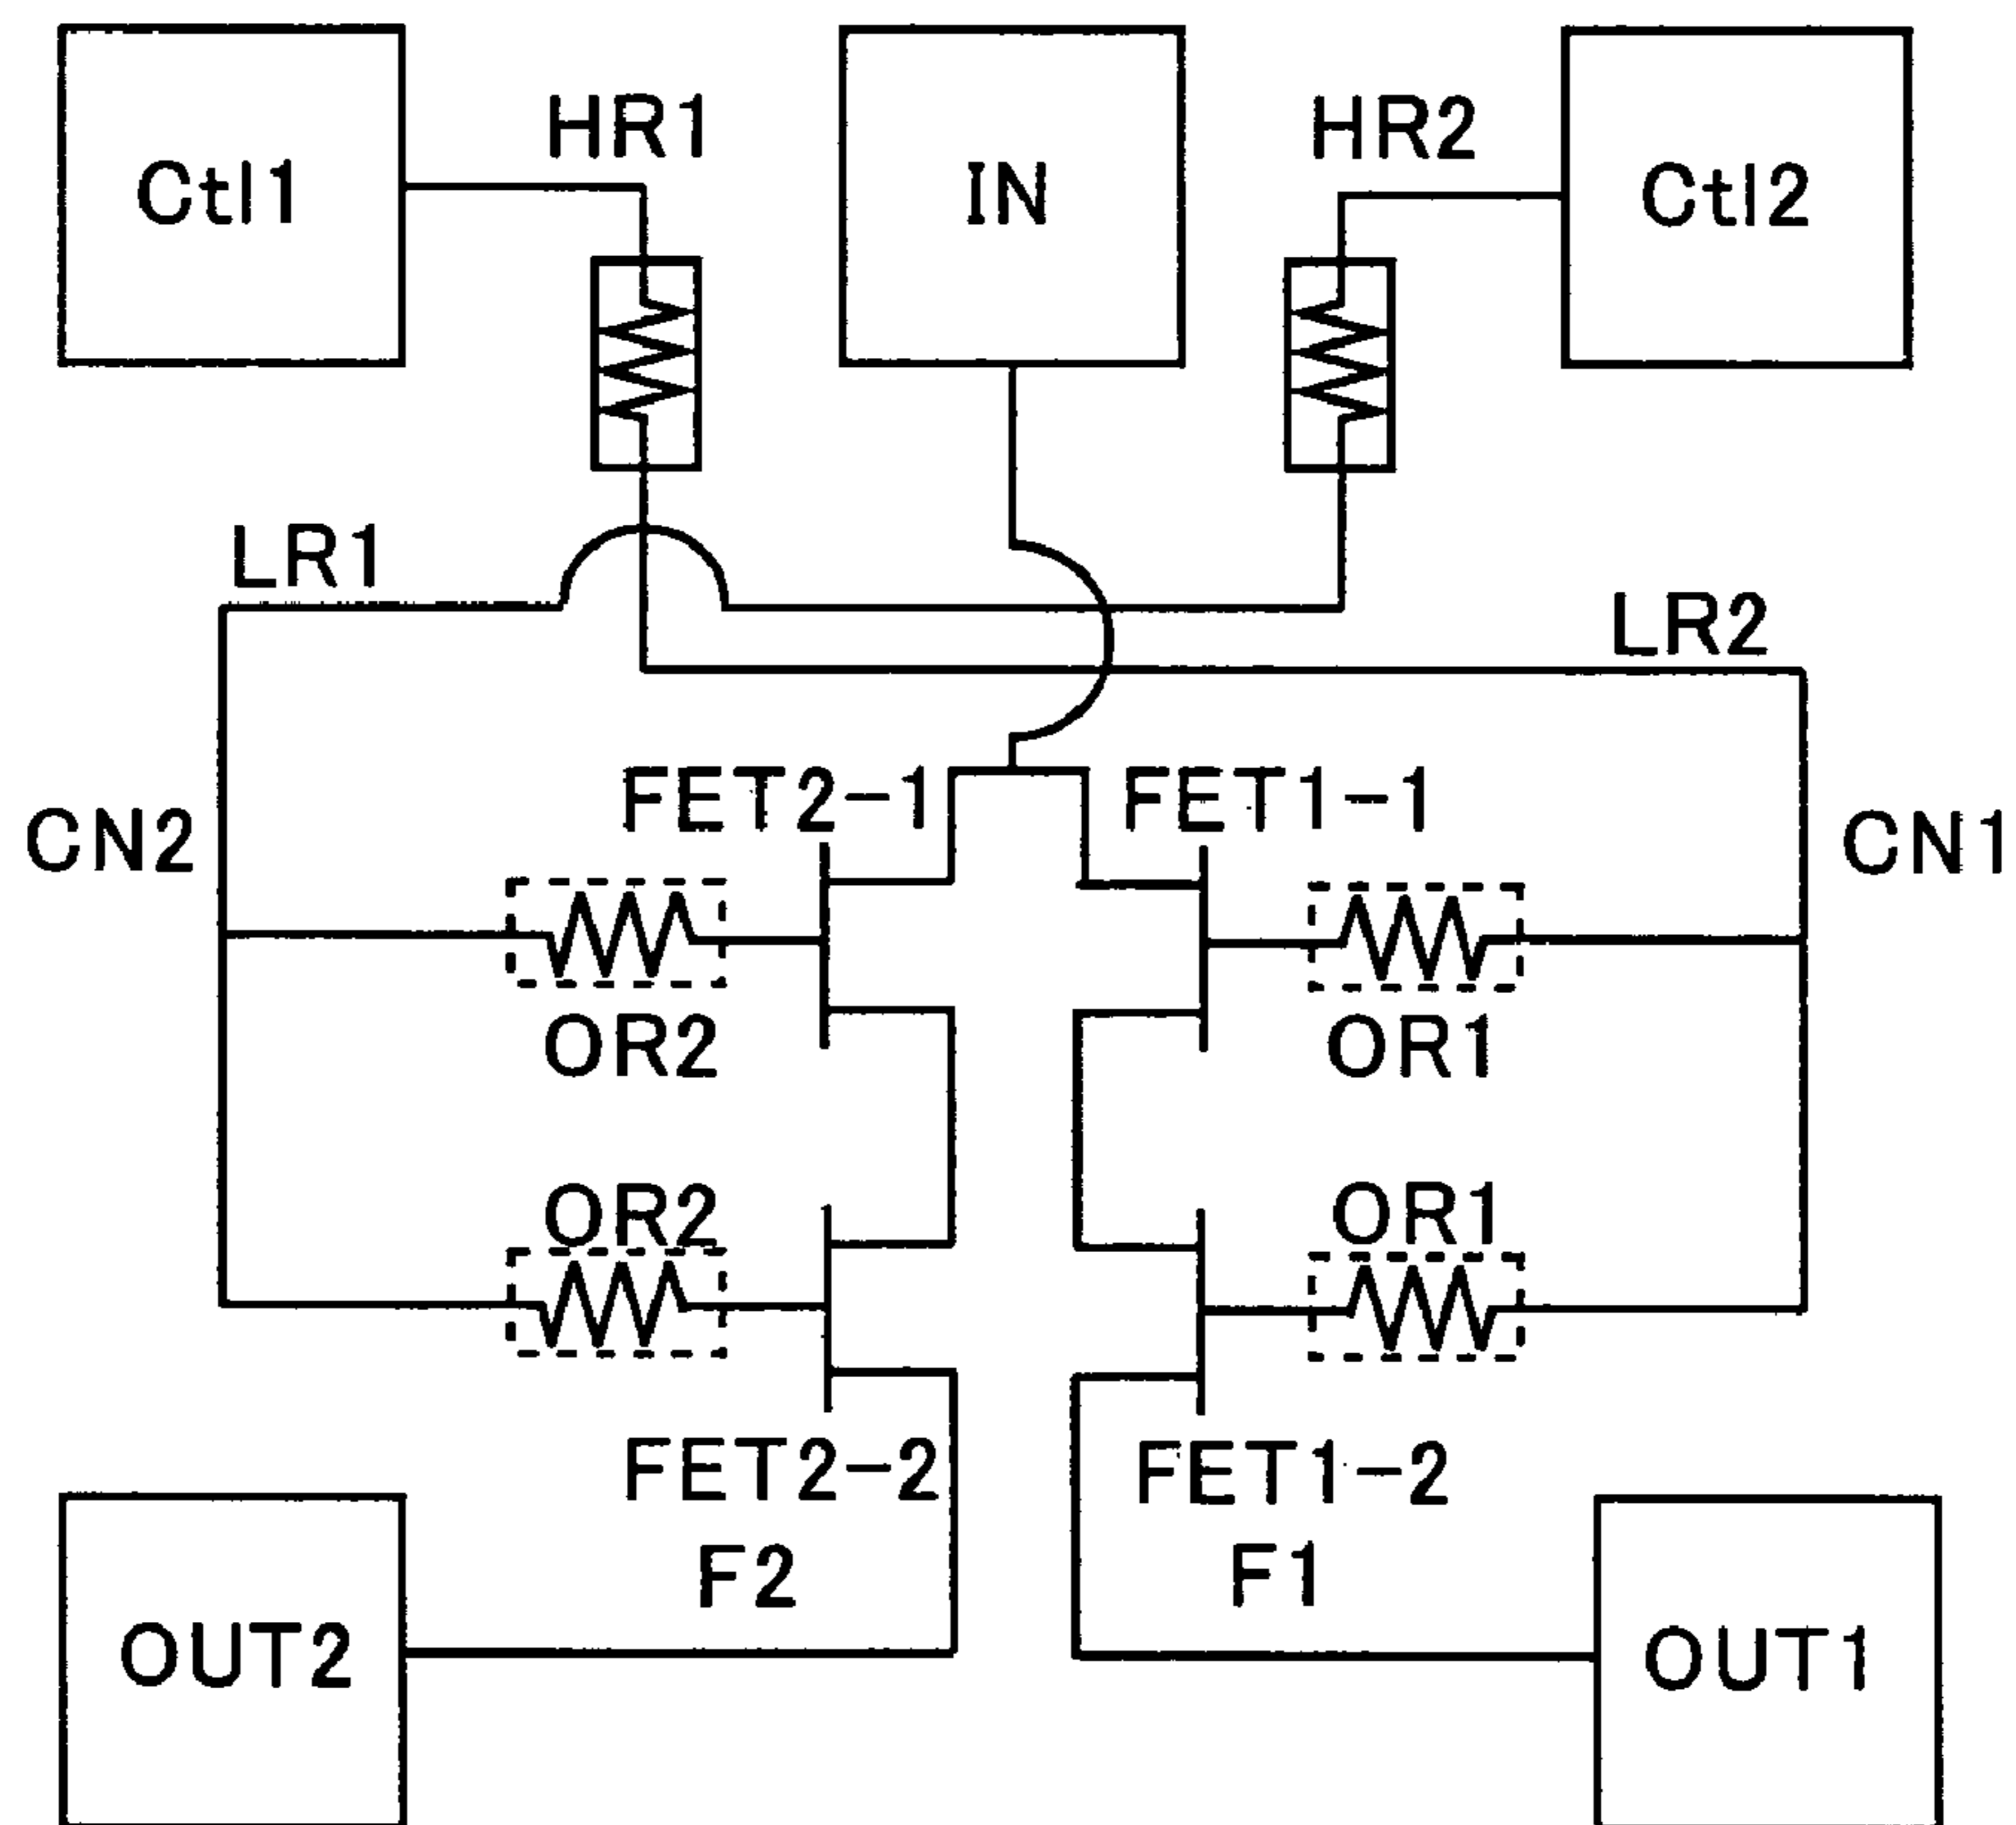 HR1
HR2
Ctl1
IN
Ctl2
LR1
LR2
FET2-1
FET1-1
CN2
CN1
OR2
OR1
OR2
OR1
FET2-2
FET1-2
F2
F1
OUT2
OUT1